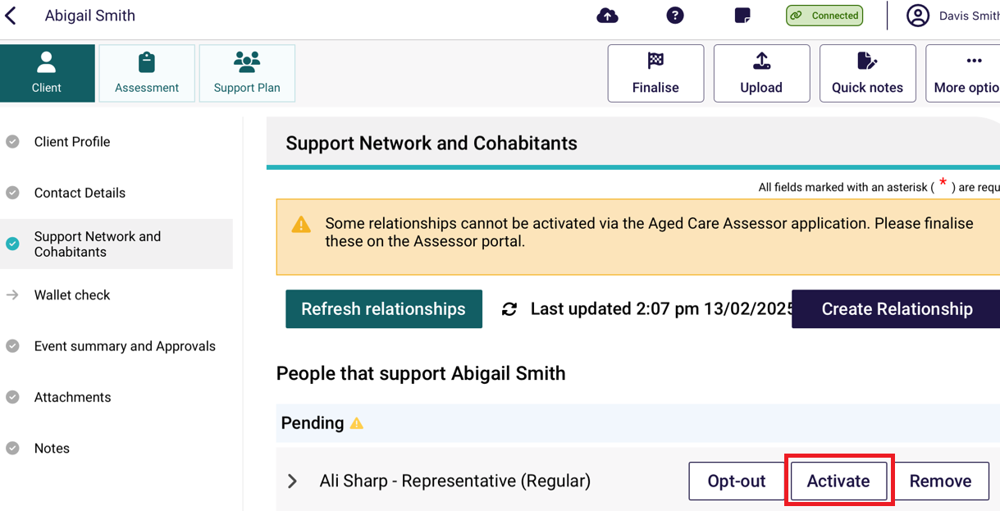 Abigail Smith
?
Connected
Davis Smith
Client
Assessment
Support Plan
Finalise
Upload
Quick notes
More optio
Client Profile
Contact Details
Support Network and
Cohabitants
Wallet check
Event summary and Approvals
Attachments
Notes
Support Network and Cohabitants
All fields marked with an asterisk ( * ) are requ
Some relationships cannot be activated via the Aged Care Assessor application. Please finalise
these on the Assessor portal.
Refresh relationships
Last updated 2:07 pm 13/02/2025
Create Relationship
People that support Abigail Smith
Pending
Ali Sharp - Representative (Regular)
Opt-out
Activate
Remove